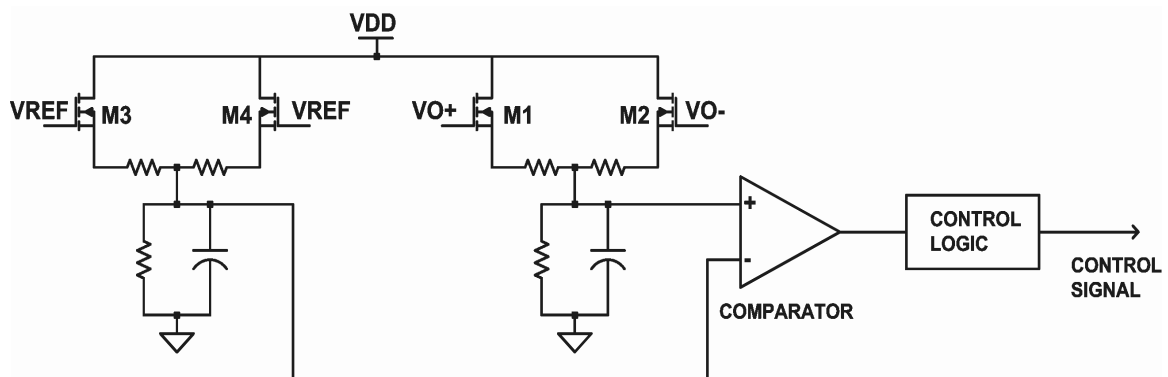 VDD
VREF M3 M4 VREF VO+ M1 M2 VO-
+
-
CONTROL
LOGIC
COMPARATOR
CONTROL
SIGNAL